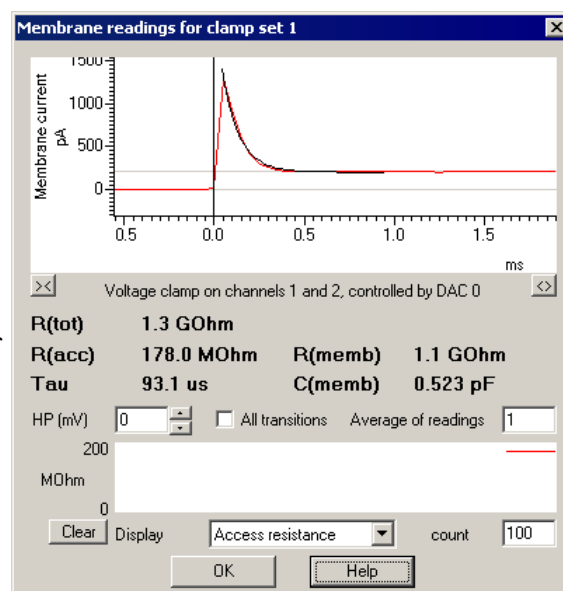 Membrane readings for clamp set 1
Membrane current
pA
1500
1000
500
0
0.5 0.0 0.5 1.0 1.5
ms
>< Voltage clamp on channels 1 and 2, controlled by DAC 0 <>
R(tot) 1.3 GOhm
R(acc) 178.0 MOhm R(memb) 1.1 GOhm
Tau 93.1 us C(memb) 0.523 pF
HP (mV) 0 All transitions Average of readings 1
200
MOhm
0
Clear Display Access resistance count 100
OK Help